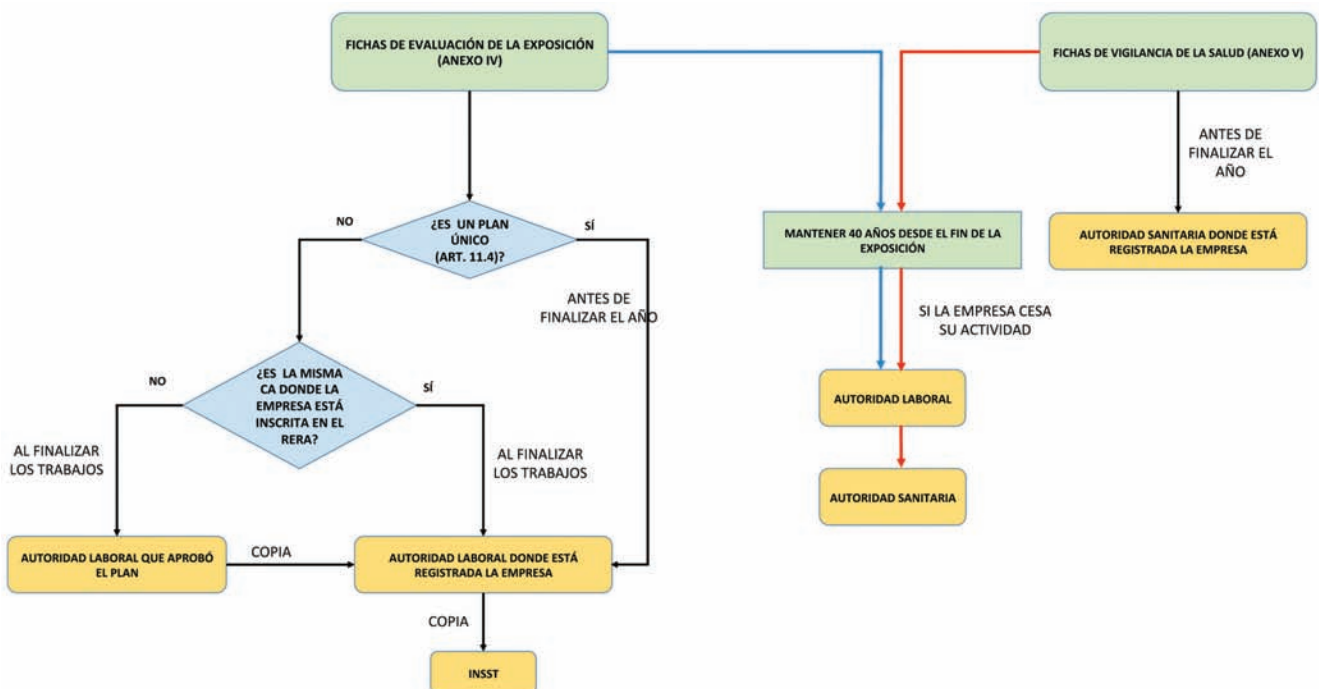 FICHAS DE EVALUACIÓN DE LA EXPOSICIÓN
(ANEXO IV)
FICHAS DE VIGILANCIA DE LA SALUD (ANEXO V)
ANTES DE
FINALIZAR EL
AÑO
NO
¿ES UN PLAN
ÚNICO
(ART. 11.4)?
SÍ
MANTENER 40 AÑOS DESDE EL FIN DE LA
EXPOSICIÓN
AUTORIDAD SANITARIA DONDE ESTÁ
REGISTRADA LA EMPRESA
ANTES DE
FINALIZAR EL AÑO
SI LA EMPRESA CESA
SU ACTIVIDAD
NO
¿ES LA MISMA
CA DONDE LA
EMPRESA ESTÁ
INSCRITA EN EL
RERA?
SÍ
AUTORIDAD LABORAL
AL FINALIZAR
LOS TRABAJOS
AL FINALIZAR
LOS TRABAJOS
AUTORIDAD SANITARIA
AUTORIDAD LABORAL QUE APROBÓ
EL PLAN
COPIA
AUTORIDAD LABORAL DONDE ESTÁ
REGISTRADA LA EMPRESA
COPIA
INSST